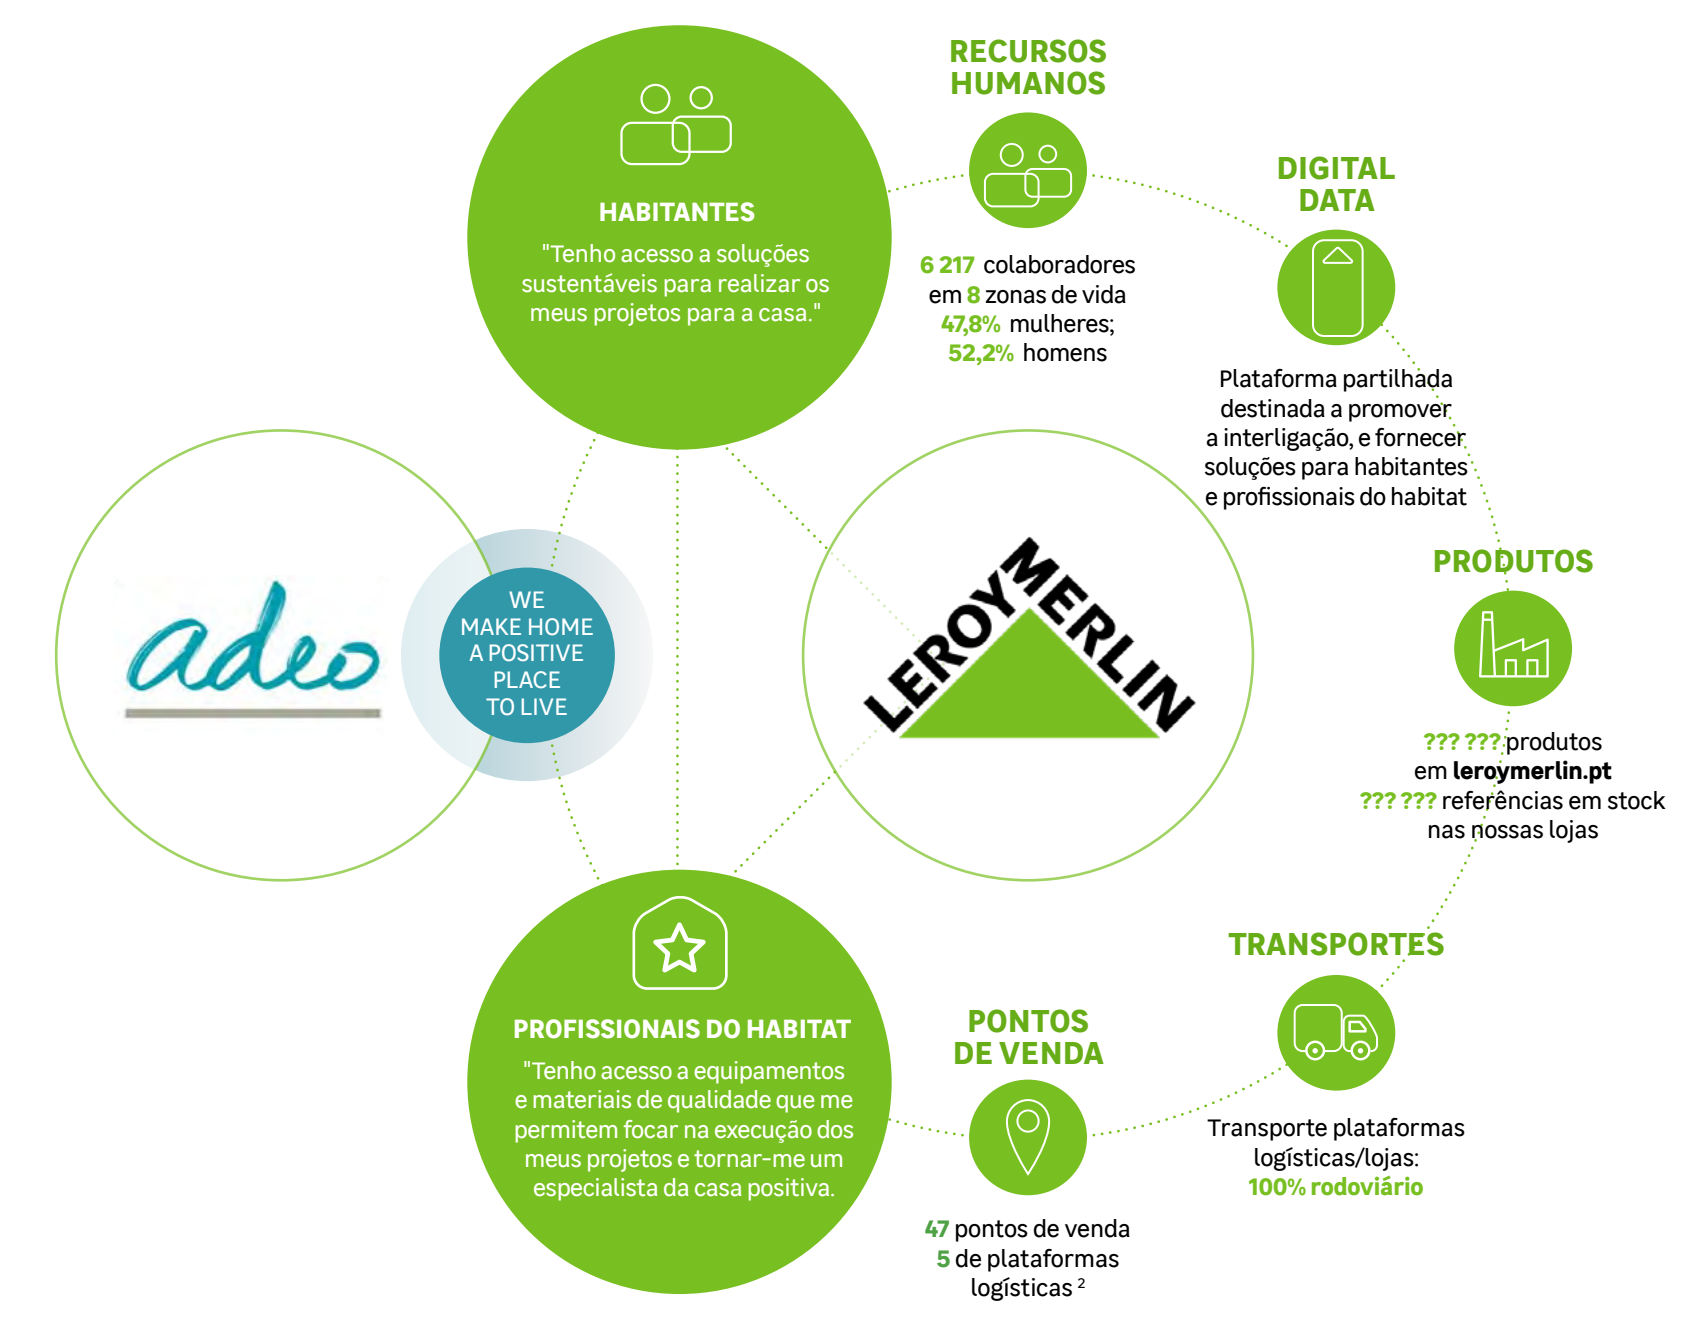 HABITANTES
"Tenho acesso a soluções
sustentáveis para realizar os
meus projetos para a casa."
RECURSOS
HUMANOS
6 217 colaboradores
em 8 zonas de vida
47,8% mulheres;
52,2% homens
DIGITAL
DATA
Plataforma partilhada
destinada a promover
a interligação, e fornecer
soluções para habitantes
e profissionais do habitat
adeo
WE
MAKE HOME
A POSITIVE
PLACE
TO LIVE
LEROY MERLIN
PRODUTOS
??? ??? produtos
em leroymerlin.pt
??? ??? referências em stock
nas nossas lojas
TRANSPORTES
Transporte plataformas
logísticas/lojas:
100% rodoviário
PONTOS
DE VENDA
47 pontos de venda
5 de plataformas
logísticas 2
PROFISSIONAIS DO HABITAT
"Tenho acesso a equipamentos
e materiais de qualidade que me
permitem focar na execução dos
meus projetos e tornar-me um
especialista da casa positiva.